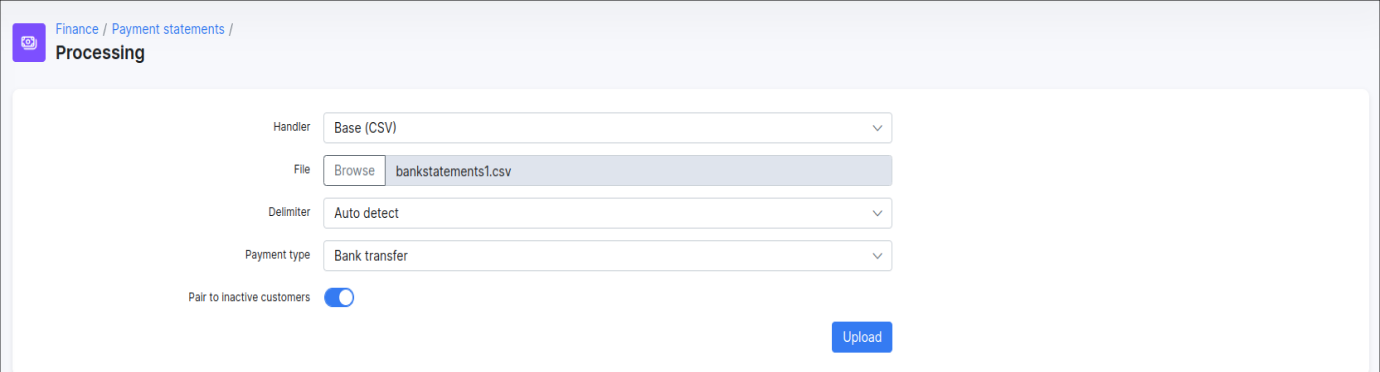 Finance / Payment statements /
Processing
Handler
Base (CSV)
File
Browse
bankstatements1.csv
Delimiter
Auto detect
Payment type
Bank transfer
Pair to inactive customers
Upload